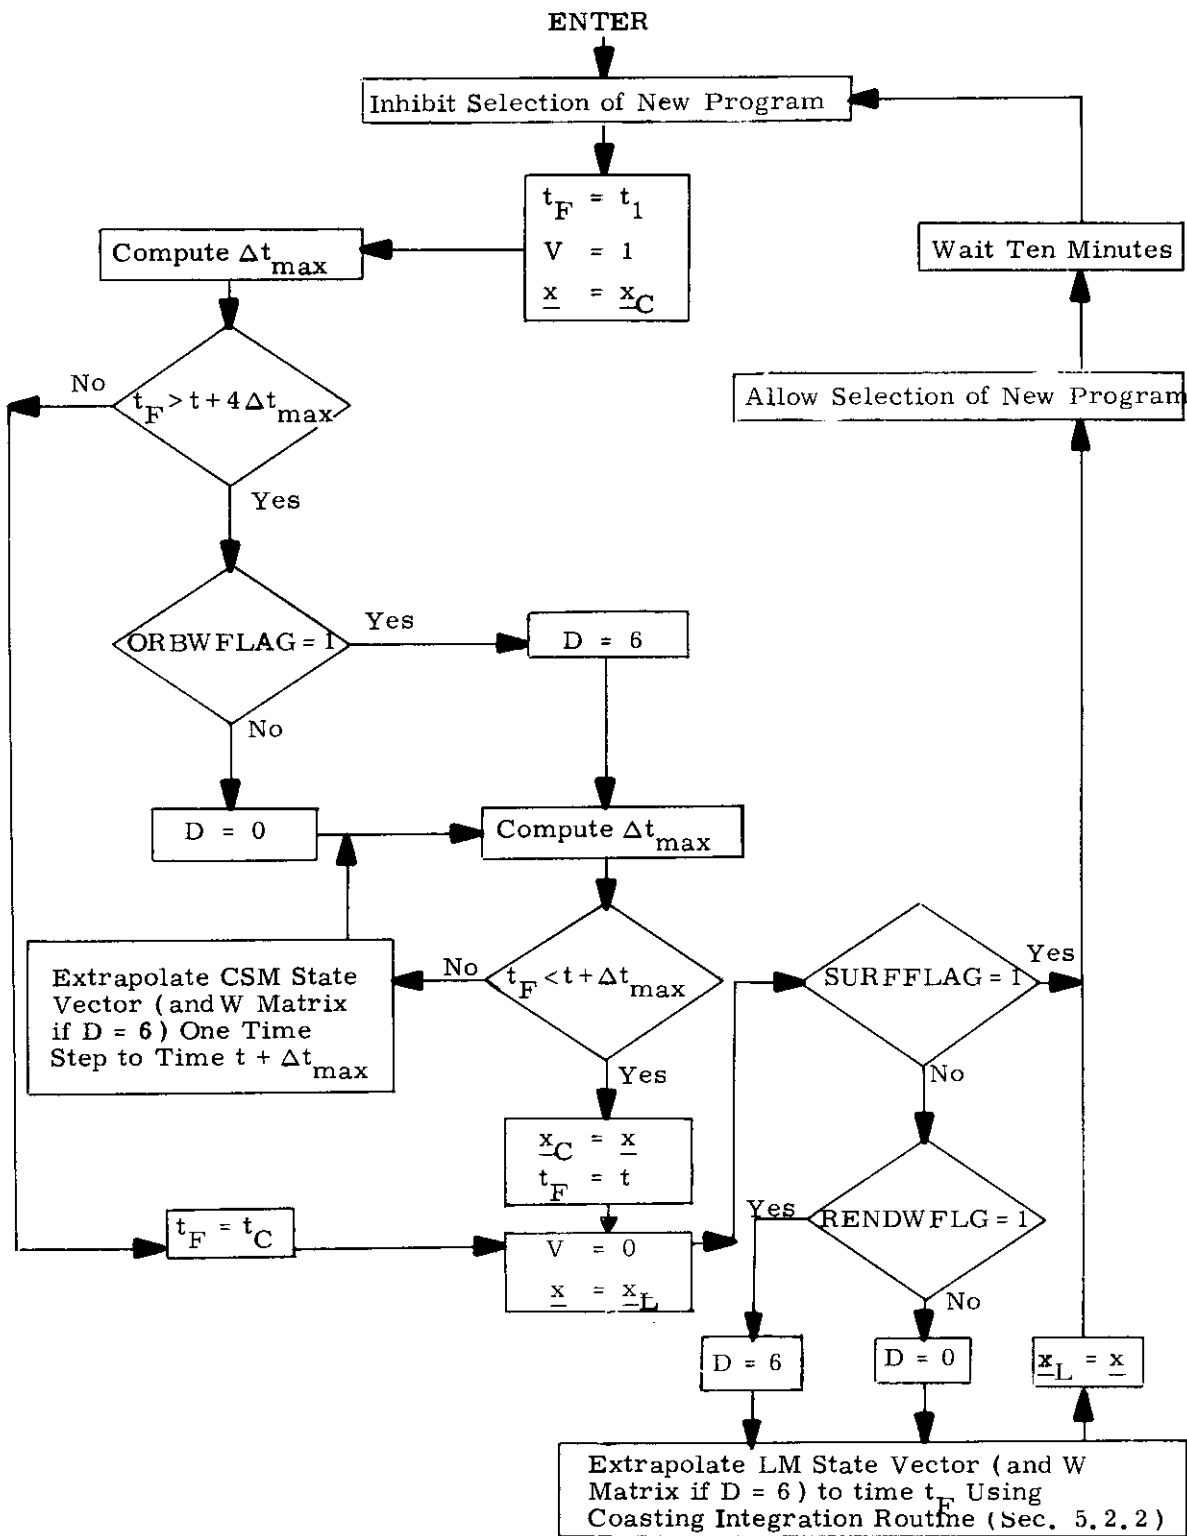 ENTER
Inhibit Selection of New Program
t_F = t_1
V = 1
x = x_C
Compute Δt_max
Wait Ten Minutes
t_F > t + 4 Δt_max
No
Yes
Allow Selection of New Program
ORBWFLAG = 1
Yes
No
D = 6
D = 0
Compute Δt_max
t_F < t + Δt_max
No
Yes
Extrapolate CSM State
Vector (and W Matrix
if D = 6) One Time
Step to Time t + Δt_max
SURFFLAG = 1
Yes
No
x_C = x
t_F = t
t_F = t_C
V = 0
x = x_L
RENDWFLG = 1
Yes
No
D = 6
D = 0
x_L = x
Extrapolate LM State Vector (and W
Matrix if D = 6) to time t_F Using
Coasting Integration Routine (Sec. 5.2.2)